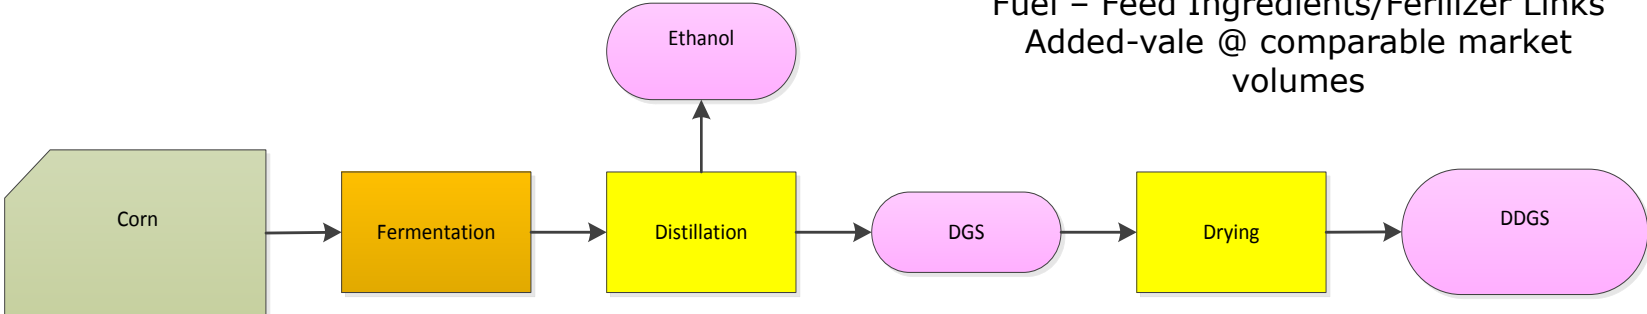 Fuel – Feed Ingredients/Ferilizer Links
Added-vale @ comparable market
volumes
Ethanol
Corn
Fermentation
Distillation
DGS
Drying
DDGS